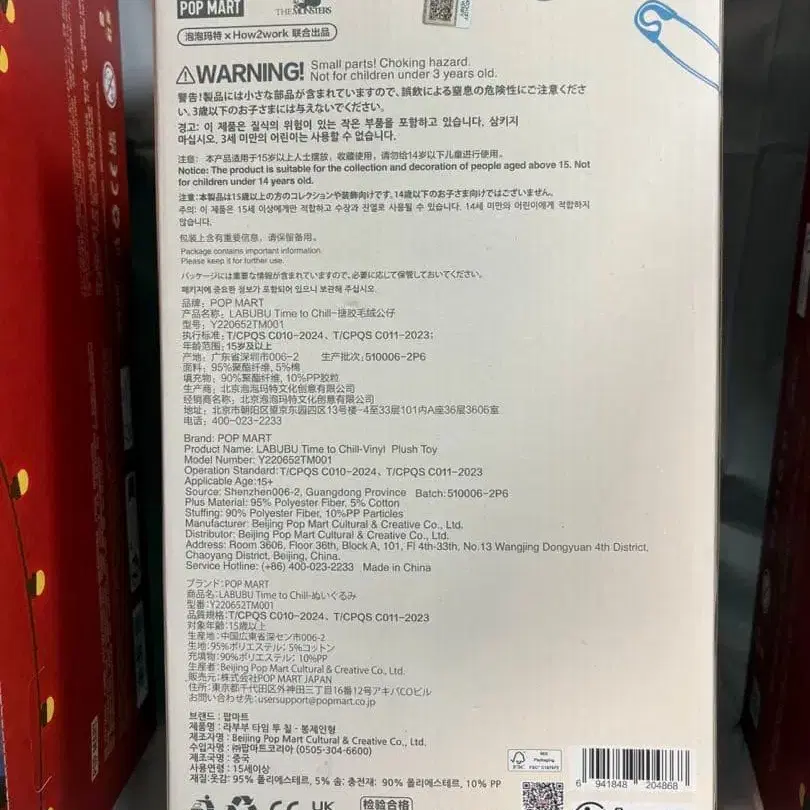 POP MART
THE MONSTERS
泡泡玛特×How2work 联合出品
WARNING! Small parts! Choking hazard.
Not for children under 3 years old.
警告!製品には小さな部品が含まれていますので、誤飲による窒息の危険性にご注意くださ
い、3歳以下のお子さまには与えないでください。
경고: 이 제품은 질식의 위험이 있는 작은 부품을 포함하고 있습니다, 삼키지
마십시오, 3세 미만의 어린이는 사용할 수 없습니다.
注意: 本产品适用于15岁以上人士摆放, 收藏使用, 请勿给14岁以下儿童进行使用。
Notice: The product is suitable for the collection and decoration of people aged above 15. Not
for children under 14 years old.
注意:本製品は15歳以上の方のコレクションや装飾向けです。14歳以下のお子さま向けではございません。
주의: 이 제품은 15세 이상에게만 적합하고 수장과 진열로 사용될 수 있습니다. 14세 미만의 어린이에게 적합하지
않습니다.
包装上含有重要信息, 请保留备用。
Package contains important information.
Please keep it for further use.
パッケージには重要な情報が含まれていますので、必要に応じて保管しておいてください。
패키지에 중요한 정보가 포함되어 있으니 보관해 주십시오.
品牌: POP MART
产品名称: LABUBU Time to Chill-搪胶毛绒公仔
型号: Y220652TM001
执行标准: T/CPQS C010-2024、T/CPQS C011-2023;
年龄范围: 15岁及以上
产地: 广东省深圳市006-2 生产批次: 510006-2P6
面料: 95%聚酯纤维, 5%棉
填充物: 90%聚酯纤维, 10%PP胶粒
生产商: 北京泡泡玛特文化创意有限公司
经销商名称: 北京泡泡玛特文化创意有限公司
地址: 北京市朝阳区望京东园四区13号楼-4至33层101内A座36层3606室
电话: 400-023-2233
Brand: POP MART
Product Name: LABUBU Time to Chill-Vinyl Plush Toy
Model Number: Y220652TM001
Operation Standard: T/CPQS C010-2024、T/CPQS C011-2023
Applicable Age:15+
Source: Shenzhen006-2, Guangdong Province Batch: 510006-2P6
Plus Material: 95% Polyester Fiber, 5% Cotton
Stuffing: 90% Polyester Fiber, 10%PP Particles
Manufacturer: Beijing Pop Mart Cultural & Creative Co., Ltd.
Distributor: Beijing Pop Mart Cultural & Creative Co., Ltd.
Address: Room 3606, Floor 36th, Block A, 101, Fl 4th-33th, No.13 Wangjing Dongyuan 4th District,
Chaoyang District, Beijing, China.
Service Hotline: (+86) 400-023-2233 Made in China
ブランド:POP MART
商品名:LABUBU Time to Chill-ぬいぐるみ
型番:Y220652TM001
品質規格:T/CPQS C010-2024、T/CPQS C011-2023
対象年齢:15歳以上
生産地:中国広東省深セン市006-2
生地:95%ポリエステル; 5%コットン
充填物:90%ポリエステル; 10%PP
生産者:Beijing Pop Mart Cultural & Creative Co., Ltd.
販売元:株式会社POP MART JAPAN
住所:東京都千代田区外神田三丁目16番12号アキバCOビル
お問い合わせ先:usersupport@popmart.co.jp
브랜드 : 팝마트
제품명 : 라부부 타임 투 칠 - 봉제인형
제조자명 : Beijing Pop Mart Cultural & Creative Co., Ltd.
수입자명 : ㈜팝마트코리아 (0505-304-6600)
제조국명 : 중국
사용연령 : 15세이상
재질:옷감: 95% 폴리에스테르, 5% 솜; 충전재: 90% 폴리에스테르, 10% PP
FSC
MIX
Packaging
6 941848 204868
CE UK 检验合格